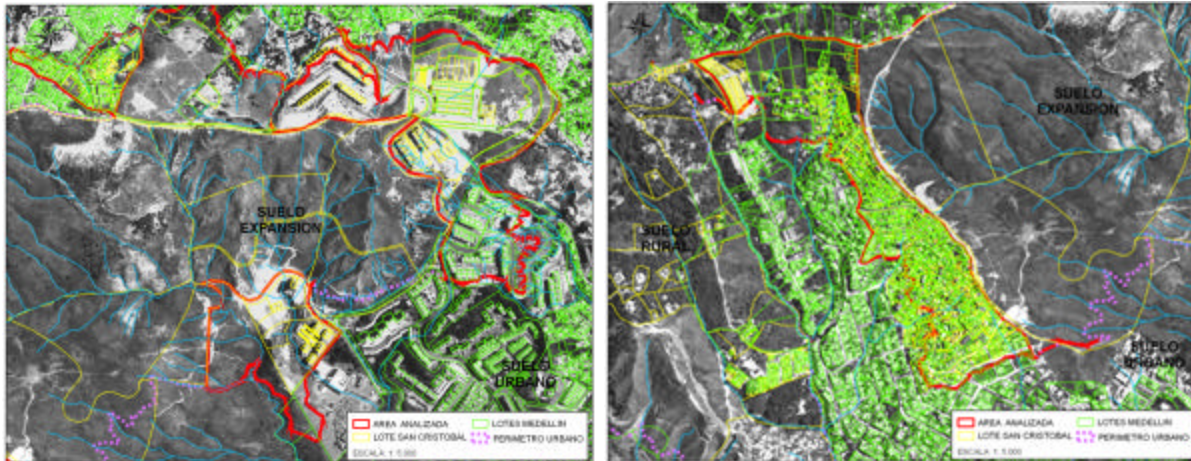 SUELO
EXPANSION
SUELO
URBANO
AREA ANALIZADA
LOTES MEDELLIN
LOTE SAN CRISTOBAL
PERIMETRO URBANO
ESCALA: 1: 5.000
SUELO
EXPANSION
SUELO
RURAL
SUELO
URBANO
AREA ANALIZADA
LOTES MEDELLIN
LOTE SAN CRISTOBAL
PERIMETRO URBANO
ESCALA: 1: 5.000